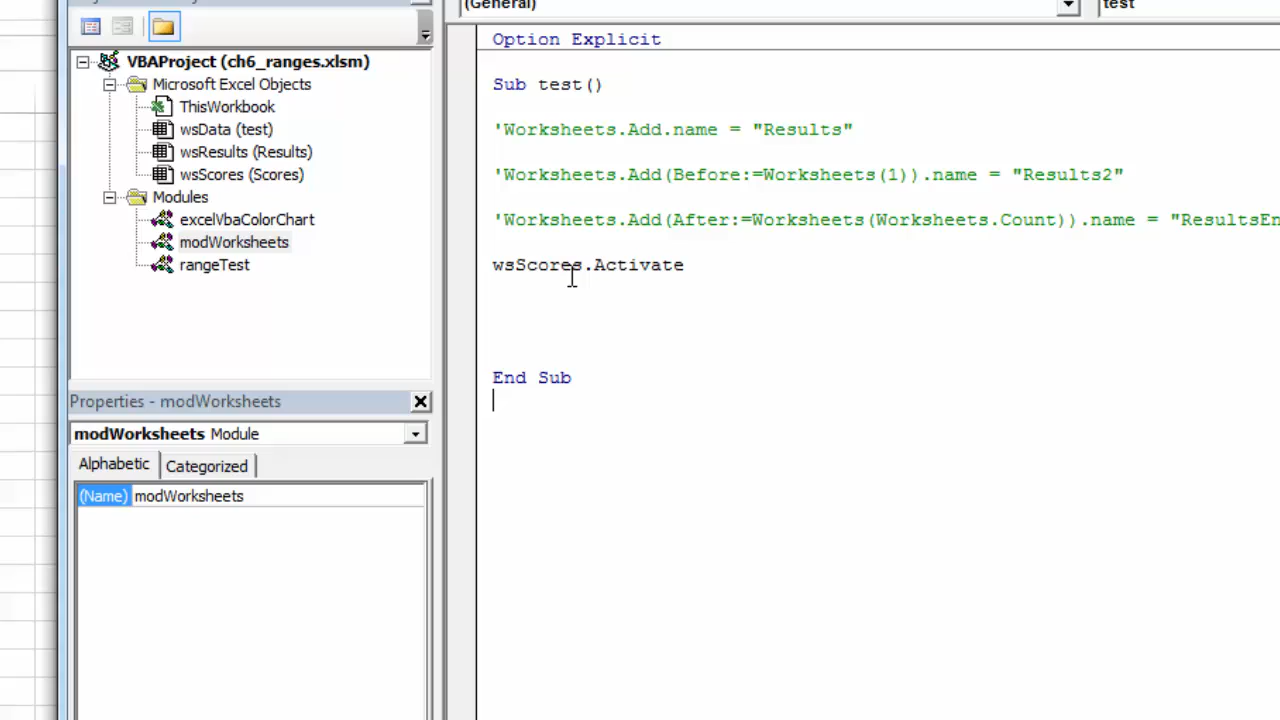 (General)
test
VBAProject (ch6_ranges.xlsm)
Microsoft Excel Objects
ThisWorkbook
wsData (test)
wsResults (Results)
wsScores (Scores)
Modules
excelVbaColorChart
modWorksheets
rangeTest
Properties - modWorksheets
modWorksheets Module
Alphabetic Categorized
(Name) modWorksheets
Option Explicit
Sub test()
'Worksheets.Add.name = "Results"
'Worksheets.Add(Before:=Worksheets(1)).name = "Results2"
'Worksheets.Add(After:=Worksheets(Worksheets.Count)).name = "ResultsEn
wsScores.Activate
End Sub